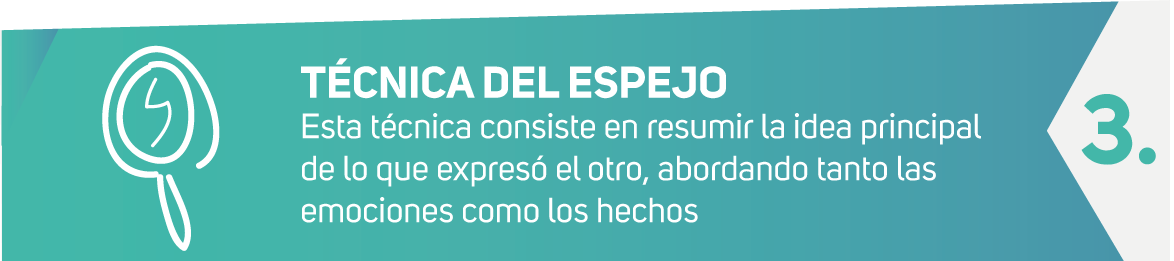 TÉCNICA DEL ESPEJO
Esta técnica consiste en resumir la idea principal
de lo que expresó el otro, abordando tanto las
emociones como los hechos
3.